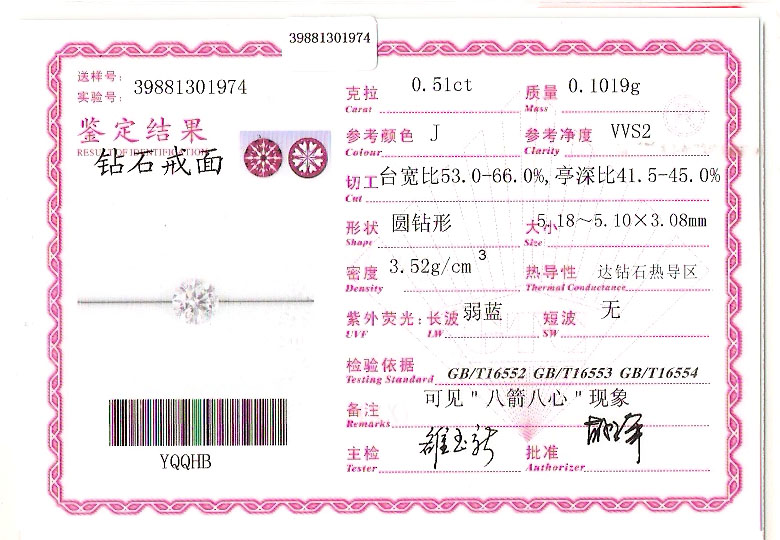 39881301974
送样号:
实验号: 39881301974
鉴定结果
RESULT OF IDENTIFICATION
钻石戒面
YQQHB
克拉 0.51ct 质量 0.1019g
Carat Mass
参考颜色 J 参考净度 VVS2
Colour Clarity
切工 台宽比53.0-66.0%,亭深比41.5-45.0%
Cut
形状 圆钻形 大小 5.18~5.10×3.08mm
Shape Size
密度 3.52g/cm³ 热导性 达钻石热导区
Density Thermal Conductance
紫外荧光: 长波 弱蓝 短波 无
UVF LW SW
检验依据 GB/T16552 GB/T16553 GB/T16554
Testing Standard
备注 可见"八箭八心"现象
Remarks
主检 批准
Tester Authorizer